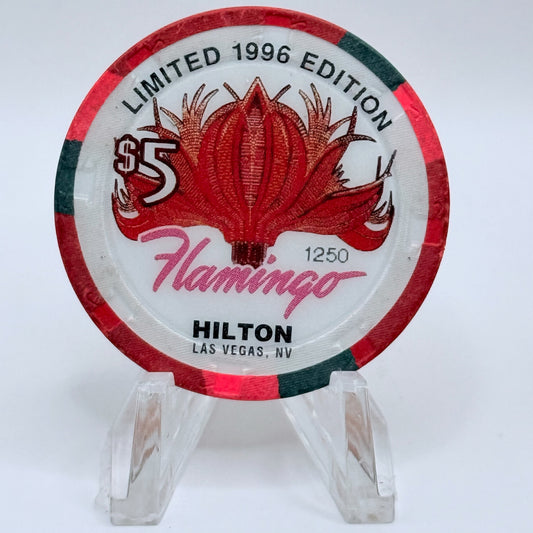 LIMITED 1996 EDITION
$5
1250
Flamingo
HILTON
LAS VEGAS, NV